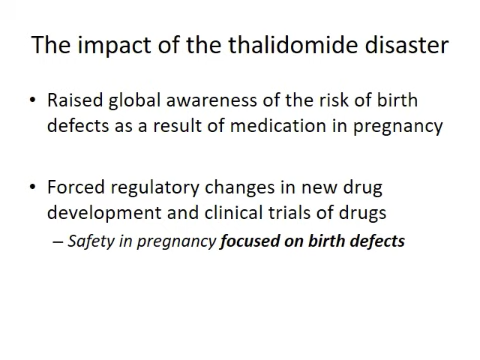 The impact of the thalidomide disaster
• Raised global awareness of the risk of birth
defects as a result of medication in pregnancy
• Forced regulatory changes in new drug
development and clinical trials of drugs
– Safety in pregnancy focused on birth defects